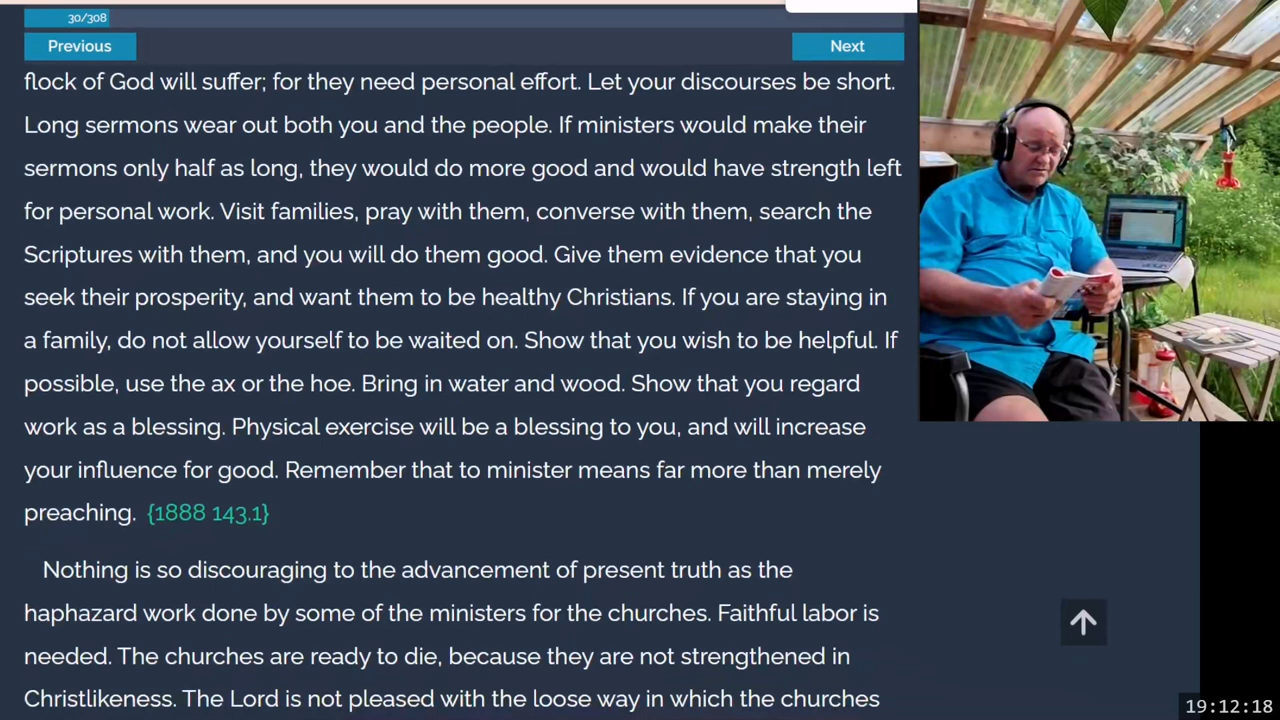 30/308
Previous
Next
flock of God will suffer; for they need personal effort. Let your discourses be short.
Long sermons wear out both you and the people. If ministers would make their
sermons only half as long, they would do more good and would have strength left
for personal work. Visit families, pray with them, converse with them, search the
Scriptures with them, and you will do them good. Give them evidence that you
seek their prosperity, and want them to be healthy Christians. If you are staying in
a family, do not allow yourself to be waited on. Show that you wish to be helpful. If
possible, use the ax or the hoe. Bring in water and wood. Show that you regard
work as a blessing. Physical exercise will be a blessing to you, and will increase
your influence for good. Remember that to minister means far more than merely
preaching. {1888 143.1}
Nothing is so discouraging to the advancement of present truth as the
haphazard work done by some of the ministers for the churches. Faithful labor is
needed. The churches are ready to die, because they are not strengthened in
Christlikeness. The Lord is not pleased with the loose way in which the churches
19:12:18